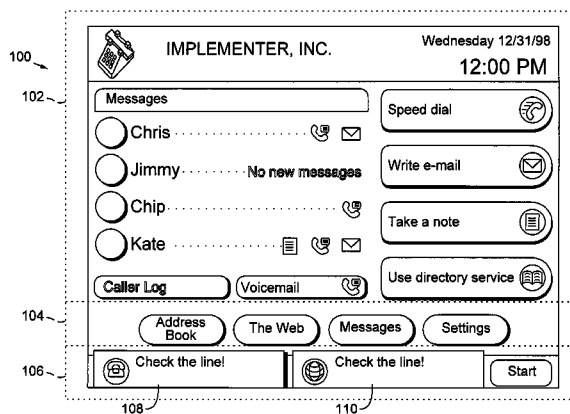 IMPLEMENTER, INC.
Wednesday 12/31/98
12:00 PM
100
102
Messages
Chris
Jimmy
No new messages
Chip
Kate
Caller Log
Voicemail
Speed dial
Write e-mail
Take a note
Use directory service
104
Address
Book
The Web
Messages
Settings
106
Check the line!
Check the line!
Start
108
110